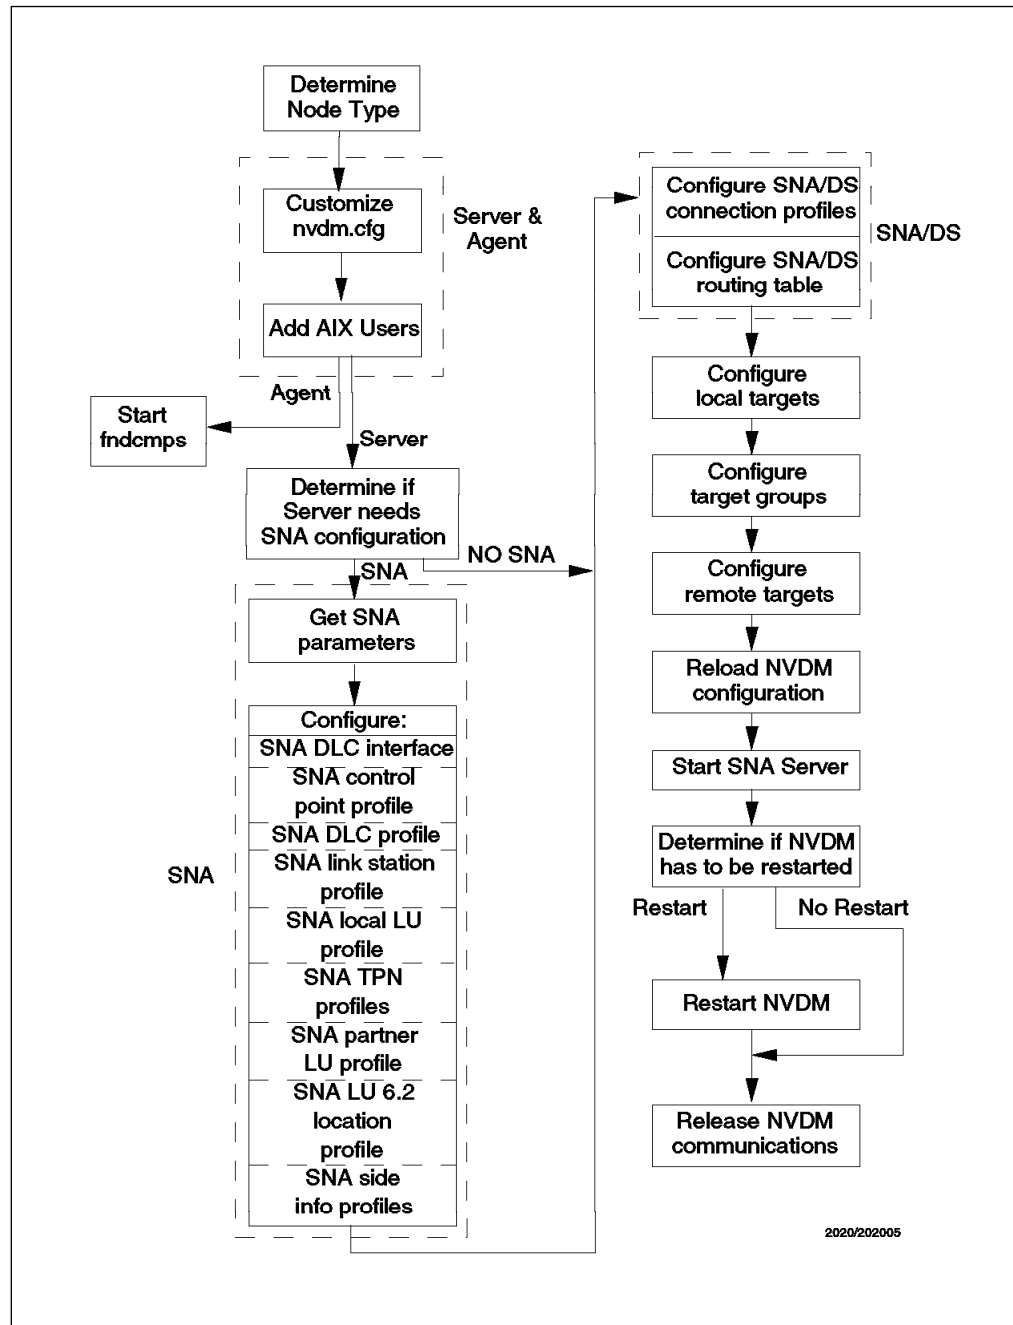 Determine
Node Type
Customize
nvdm.cfg
Server &
Agent
Add AIX Users
Agent
Start
fndcmps
Server
Determine if
Server needs
SNA configuration
NO SNA
SNA
Get SNA
parameters
Configure:
SNA DLC interface
SNA control
point profile
SNA DLC profile
SNA link station
profile
SNA
SNA local LU
profile
SNA TPN
profiles
SNA partner
LU profile
SNA LU 6.2
location
profile
SNA side
info profiles
Configure SNA/DS
connection profiles
SNA/DS
Configure SNA/DS
routing table
Configure
local targets
Configure
target groups
Configure
remote targets
Reload NVDM
configuration
Start SNA Server
Determine if NVDM
has to be restarted
Restart
No Restart
Restart NVDM
Release NVDM
communications
2020/202005